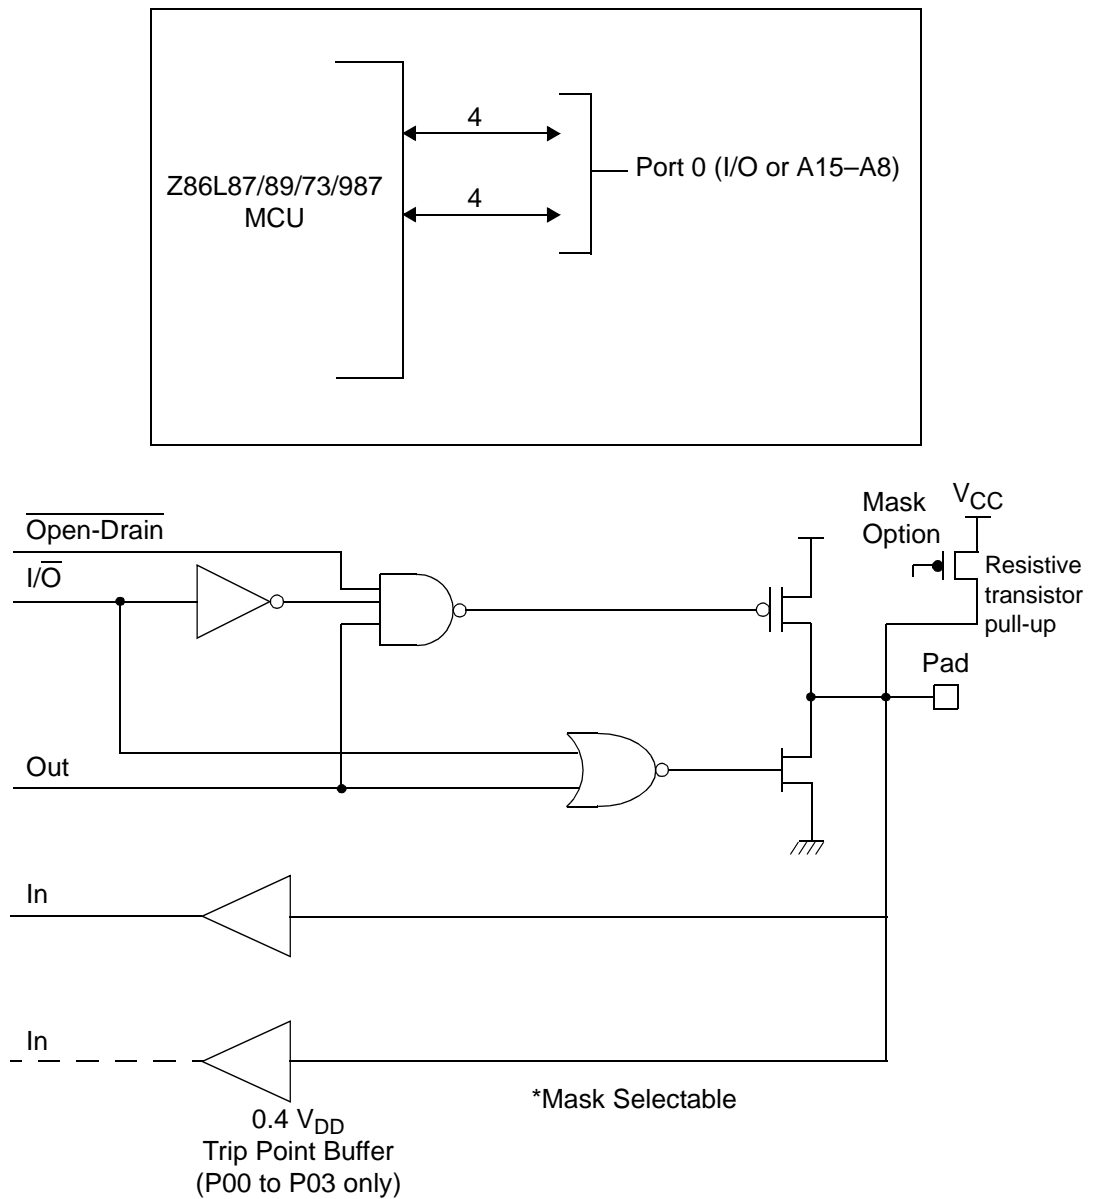 4
Port 0 (I/O or A15–A8)
Z86L87/89/73/987
MCU
4
Open-Drain
I/O
Mask
Option
VCC
Resistive
transistor
pull-up
Pad
Out
In
In
*Mask Selectable
0.4 VDD
Trip Point Buffer
(P00 to P03 only)